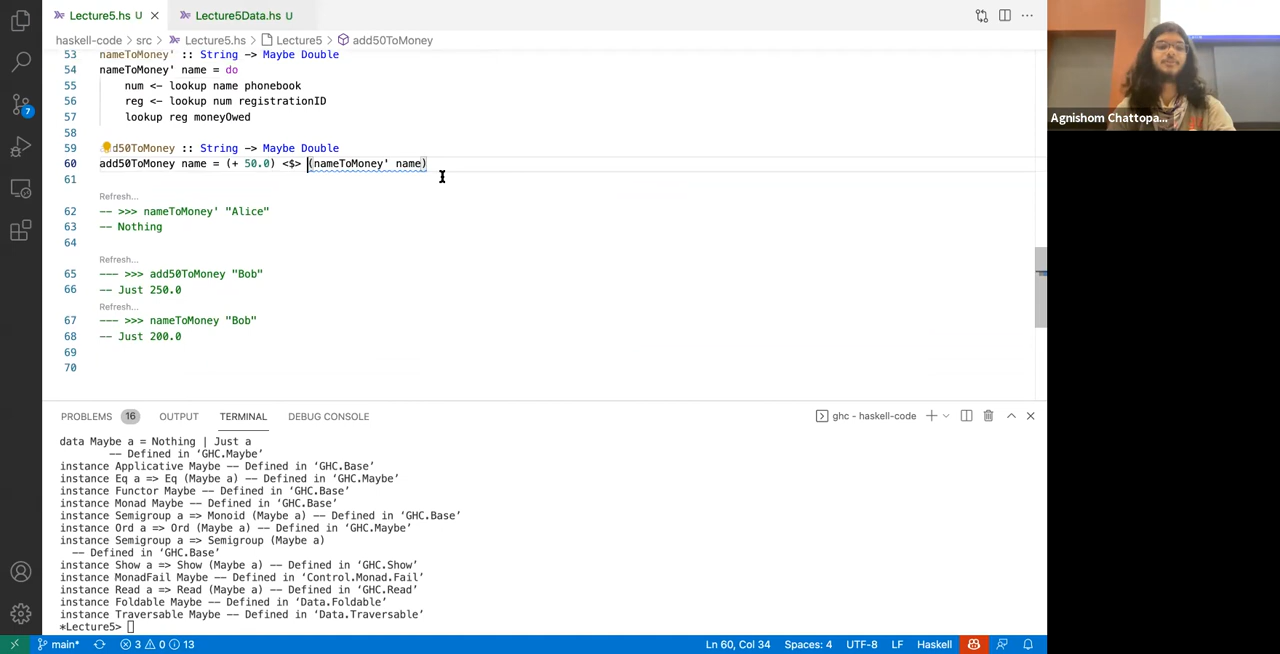 Lecture5.hs U
Lecture5Data.hs U
haskell-code > src > Lecture5.hs > Lecture5 > add50ToMoney
53 nameToMoney' :: String -> Maybe Double
54 nameToMoney' name = do
55 num <- lookup name phonebook
56 reg <- lookup num registrationID
57 lookup reg moneyOwed
58
59 d50ToMoney :: String -> Maybe Double
60 add50ToMoney name = (+ 50.0) <$> (nameToMoney' name)
61
Refresh...
62 -- >>> nameToMoney' "Alice"
63 -- Nothing
64
Refresh...
65 --- >>> add50ToMoney "Bob"
66 -- Just 250.0
Refresh...
67 --- >>> nameToMoney "Bob"
68 -- Just 200.0
69
70
PROBLEMS 16 OUTPUT TERMINAL DEBUG CONSOLE
ghc - haskell-code
data Maybe a = Nothing | Just a
-- Defined in ‘GHC.Maybe’
instance Applicative Maybe -- Defined in ‘GHC.Base’
instance Eq a => Eq (Maybe a) -- Defined in ‘GHC.Maybe’
instance Functor Maybe -- Defined in ‘GHC.Base’
instance Monad Maybe -- Defined in ‘GHC.Base’
instance Semigroup a => Monoid (Maybe a) -- Defined in ‘GHC.Base’
instance Ord a => Ord (Maybe a) -- Defined in ‘GHC.Maybe’
instance Semigroup a => Semigroup (Maybe a)
-- Defined in ‘GHC.Base’
instance Show a => Show (Maybe a) -- Defined in ‘GHC.Show’
instance MonadFail Maybe -- Defined in ‘Control.Monad.Fail’
instance Read a => Read (Maybe a) -- Defined in ‘GHC.Read’
instance Foldable Maybe -- Defined in ‘Data.Foldable’
instance Traversable Maybe -- Defined in ‘Data.Traversable’
*Lecture5>
7
main* 3 0 13
Ln 60, Col 34 Spaces: 4 UTF-8 LF Haskell
Agnishom Chattopa...